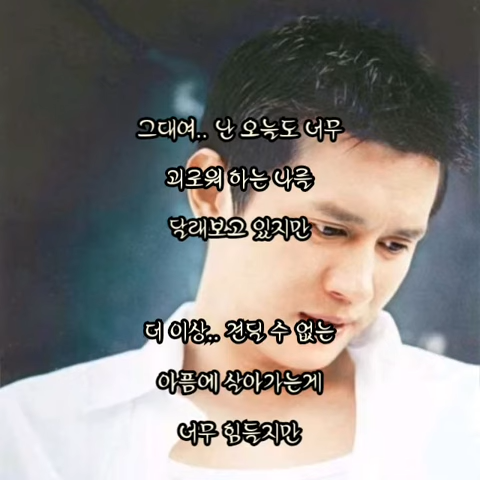 그대여.. 난 오늘도 너무
괴로워 하는 나를
달래보고 있지만
더 이상.. 견딜 수 없는
아픔에 살아가는게
너무 힘들지만